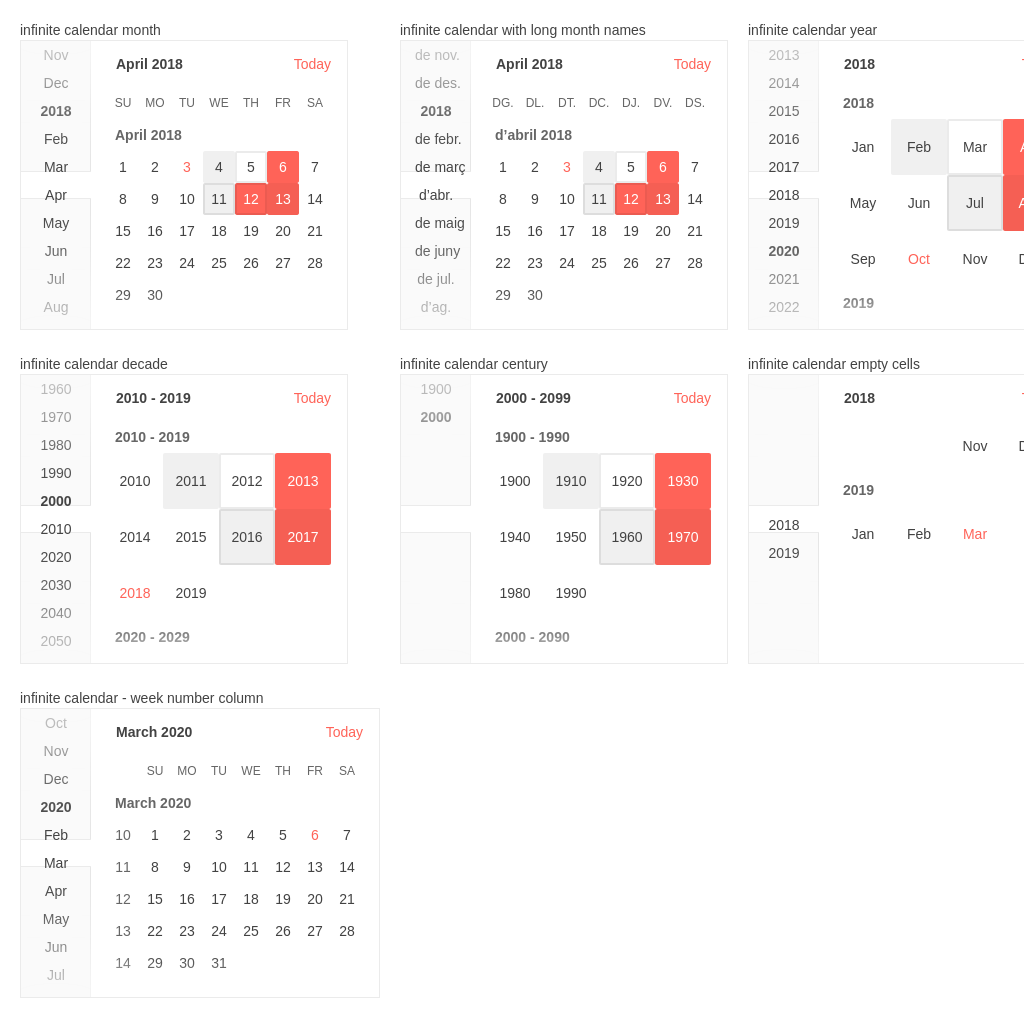 infinite calendar month
Nov
Dec
2018
Feb
Mar
Apr
May
Jun
Jul
Aug
April 2018 Today
SU MO TU WE TH FR SA
April 2018
1 2 3 4 5 6 7
8 9 10 11 12 13 14
15 16 17 18 19 20 21
22 23 24 25 26 27 28
29 30
infinite calendar with long month names
de nov.
de des.
2018
de febr.
de març
d’abr.
de maig
de juny
de jul.
d’ag.
April 2018 Today
DG. DL. DT. DC. DJ. DV. DS.
d’abril 2018
1 2 3 4 5 6 7
8 9 10 11 12 13 14
15 16 17 18 19 20 21
22 23 24 25 26 27 28
29 30
infinite calendar year
2013
2014
2015
2016
2017
2018
2019
2020
2021
2022
2018
2018
Jan Feb Mar
May Jun Jul
Sep Oct Nov
2019
infinite calendar decade
1960
1970
1980
1990
2000
2010
2020
2030
2040
2050
2010 - 2019 Today
2010 - 2019
2010 2011 2012 2013
2014 2015 2016 2017
2018 2019
2020 - 2029
infinite calendar century
1900
2000
2000 - 2099 Today
1900 - 1990
1900 1910 1920 1930
1940 1950 1960 1970
1980 1990
2000 - 2090
infinite calendar empty cells
2018
2019
2018
Nov
2019
Jan Feb Mar
infinite calendar - week number column
Oct
Nov
Dec
2020
Feb
Mar
Apr
May
Jun
Jul
March 2020 Today
SU MO TU WE TH FR SA
March 2020
10 1 2 3 4 5 6 7
11 8 9 10 11 12 13 14
12 15 16 17 18 19 20 21
13 22 23 24 25 26 27 28
14 29 30 31